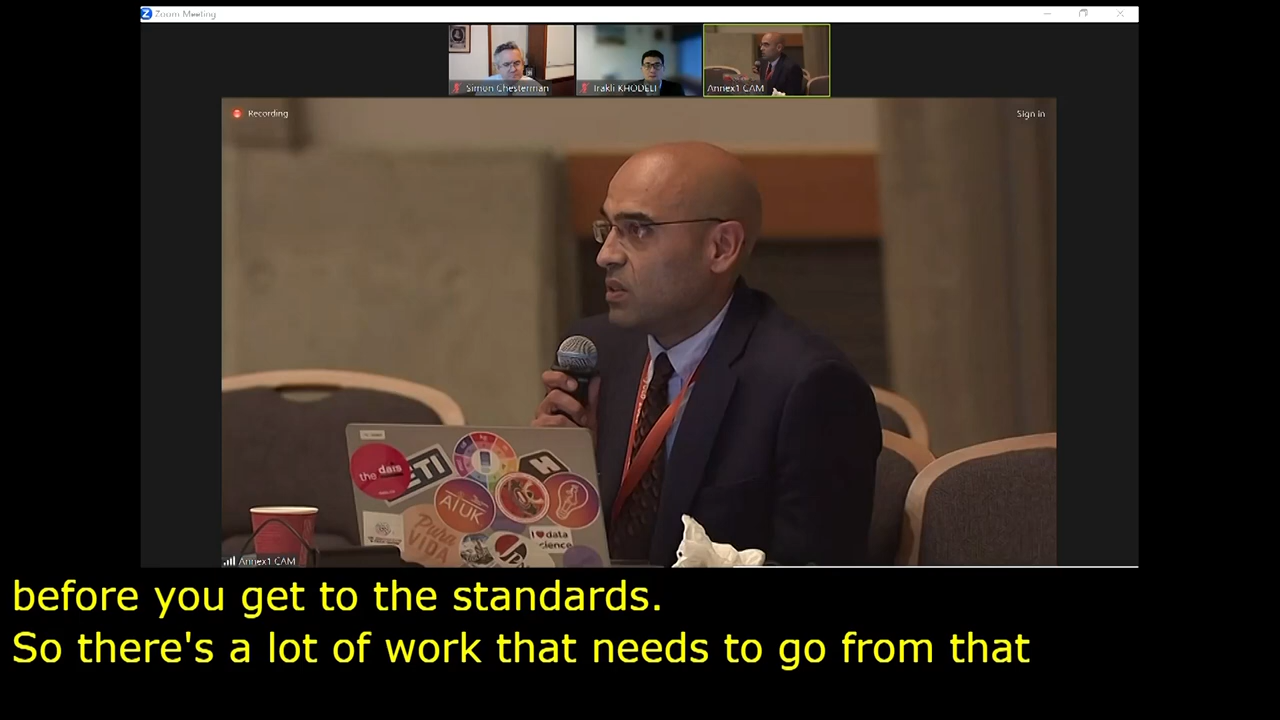 Zoom Meeting
Simon Chesterman
Irakli KHODELI
Annex1 CAM
Recording
Sign in
the dais
ETI
AI UK
PURA
VIDA
I ❤ data
science
Annex1 CAM
before you get to the standards.
So there's a lot of work that needs to go from that